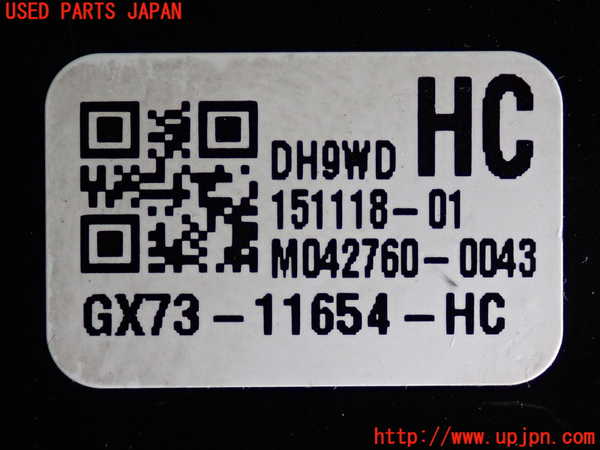 USED PARTS JAPAN
HC
DH9WD
151118-01
M042760-0043
GX73-11654-HC
http://www.upjpn.com/